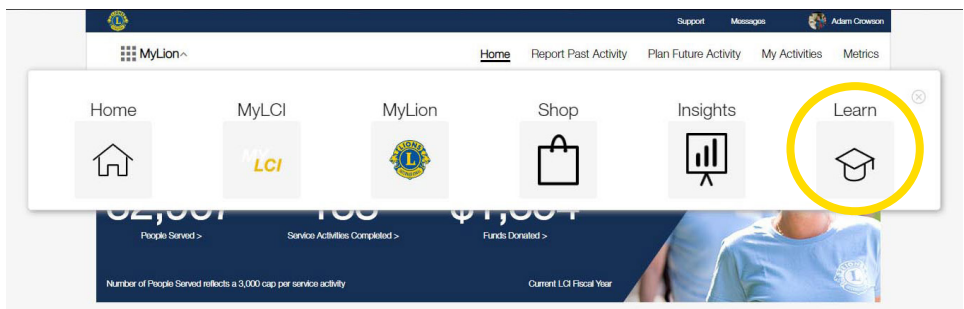 Support Messages Adam Crowson
MyLion
Home Report Past Activity Plan Future Activity My Activities Metrics
Home MyLCI MyLion Shop Insights Learn
MY
LCI
LIONS
L
People Served > Service Activities Completed > Funds Donated >
Number of People Served reflects a 3,000 cap per service activity Current LCI Fiscal Year